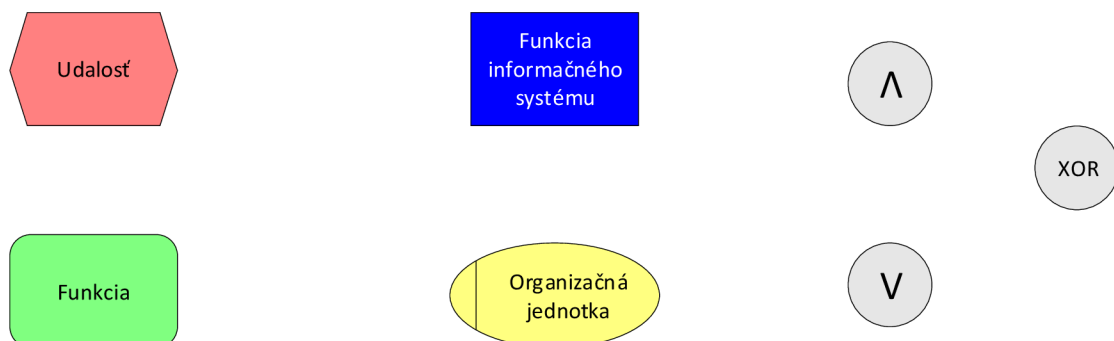 Udalosť
Funkcia
informačného
systému
Λ
XOR
Funkcia
Organizačná
jednotka
V